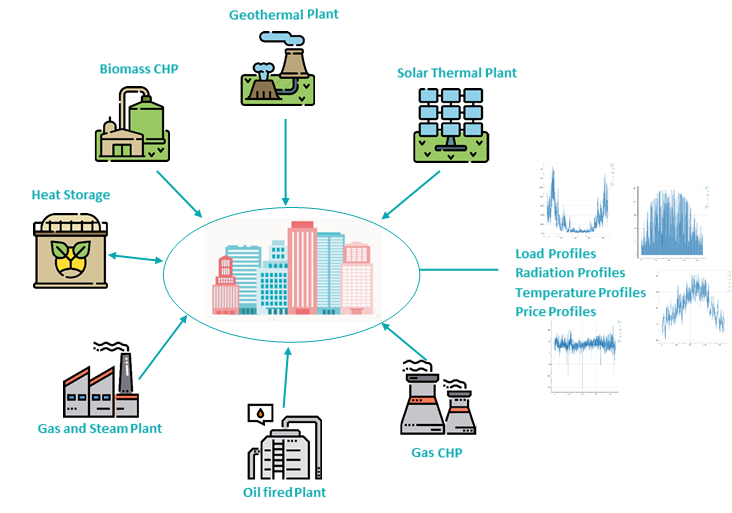 Geothermal Plant
Biomass CHP
Solar Thermal Plant
Heat Storage
Load Profiles
Radiation Profiles
Temperature Profiles
Price Profiles
Gas and Steam Plant
Gas CHP
Oil fired Plant